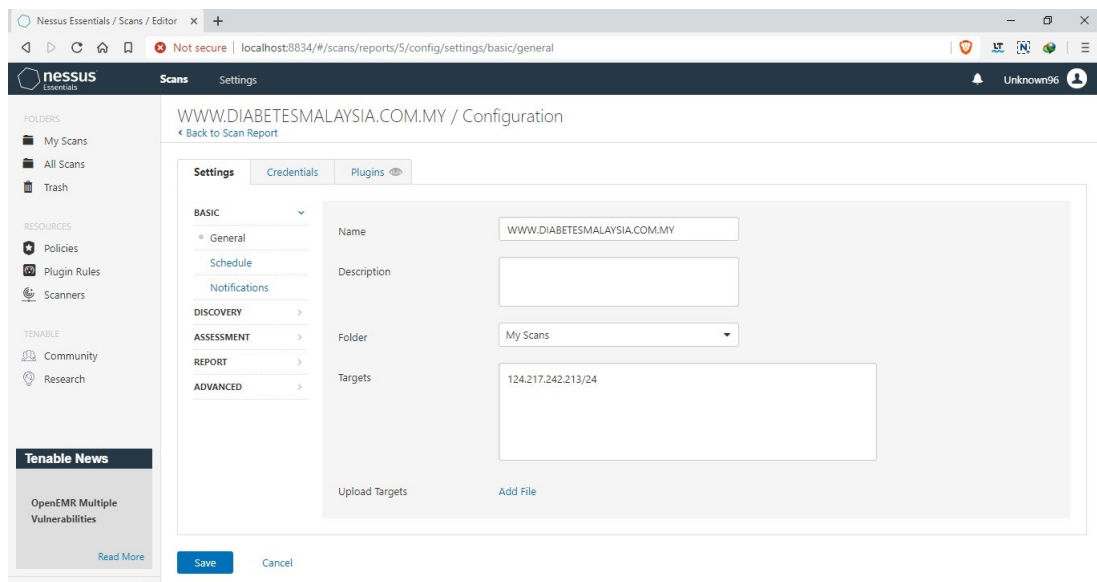 Nessus Essentials / Scans / Editor
Not secure | localhost:8834/#/scans/reports/5/config/settings/basic/general
nessus Essentials
Scans Settings
Unknown96
FOLDERS
My Scans
All Scans
Trash
RESOURCES
Policies
Plugin Rules
Scanners
TENABLE
Community
Research
Tenable News
OpenEMR Multiple
Vulnerabilities
Read More
WWW.DIABETESMALAYSIA.COM.MY / Configuration
Back to Scan Report
Settings Credentials Plugins
BASIC
General
Schedule
Notifications
DISCOVERY
ASSESSMENT
REPORT
ADVANCED
Name WWW.DIABETESMALAYSIA.COM.MY
Description
Folder My Scans
Targets 124.217.242.213/24
Upload Targets Add File
Save Cancel